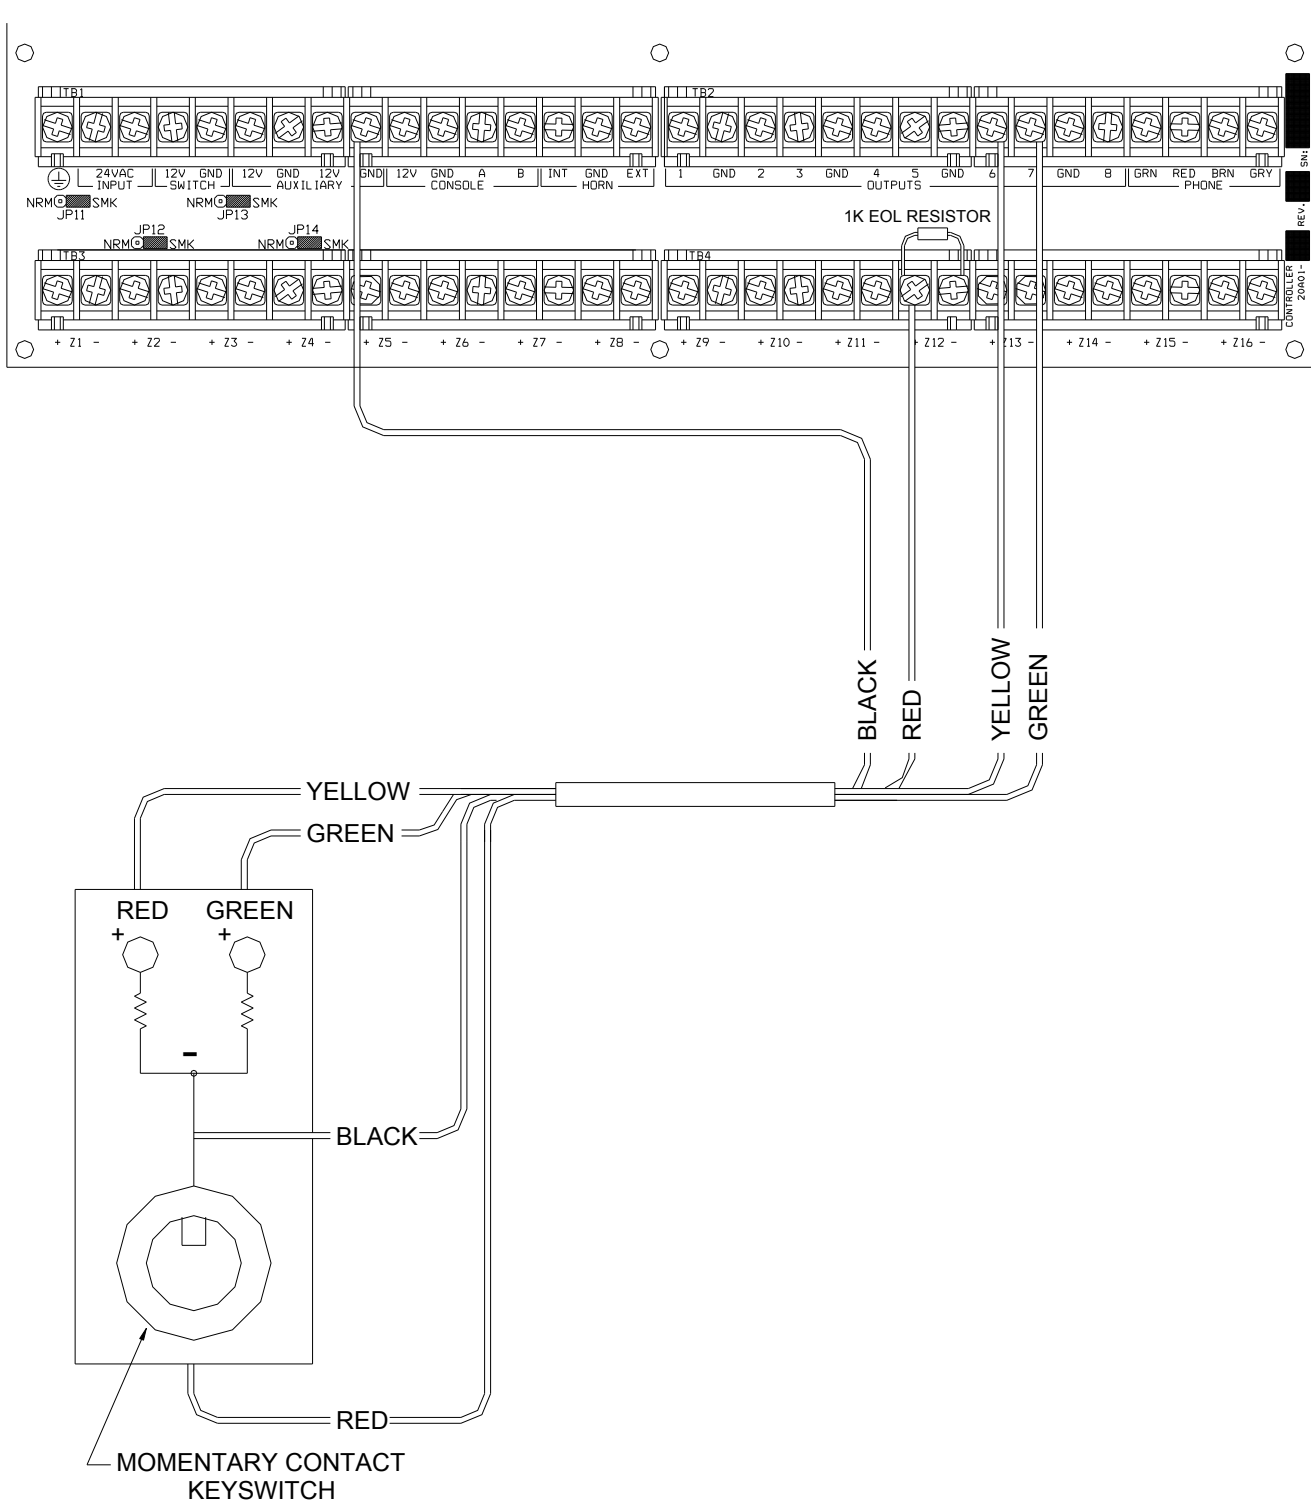 TB1 TB2
SN:
24VAC 12V GND 12V GND 12V GND 12V GND A B INT GND EXT 1 GND 2 3 GND 4 5 GND 6 7 GND 8 GRN RED BRN GRY
INPUT SWITCH AUXILIARY CONSOLE HORN OUTPUTS PHONE
NRM SMK NRM SMK
JP11 JP13
REV.
1K EOL RESISTOR
JP12 JP14
NRM SMK NRM SMK
TB3 TB4
CONTROLLER
20A01-
+ Z1 - + Z2 - + Z3 - + Z4 - + Z5 - + Z6 - + Z7 - + Z8 - + Z9 - + Z10 - + Z11 - + Z12 - + Z13 - + Z14 - + Z15 - + Z16 -
BLACK
RED
YELLOW
GREEN
YELLOW
GREEN
RED GREEN
+ +
-
BLACK
RED
MOMENTARY CONTACT
KEYSWITCH